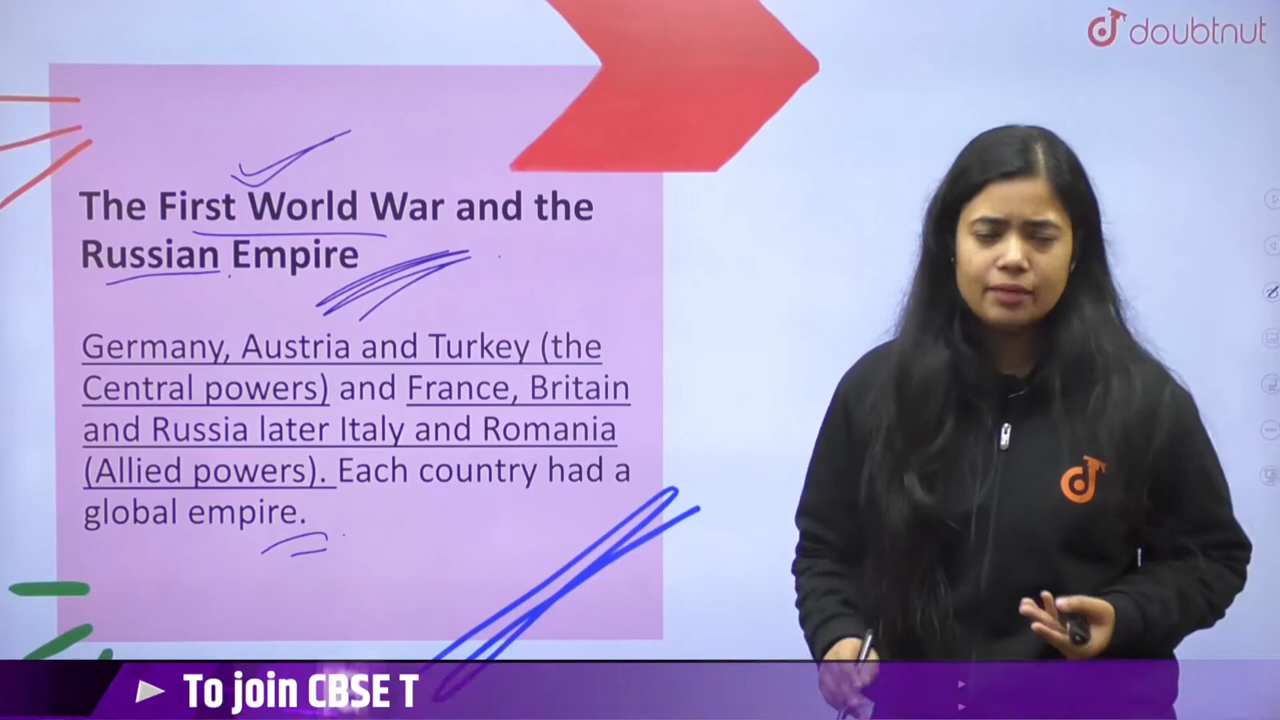 doubtnut
The First World War and the
Russian Empire
Germany, Austria and Turkey (the
Central powers) and France, Britain
and Russia later Italy and Romania
(Allied powers). Each country had a
global empire.
To join CBSE T